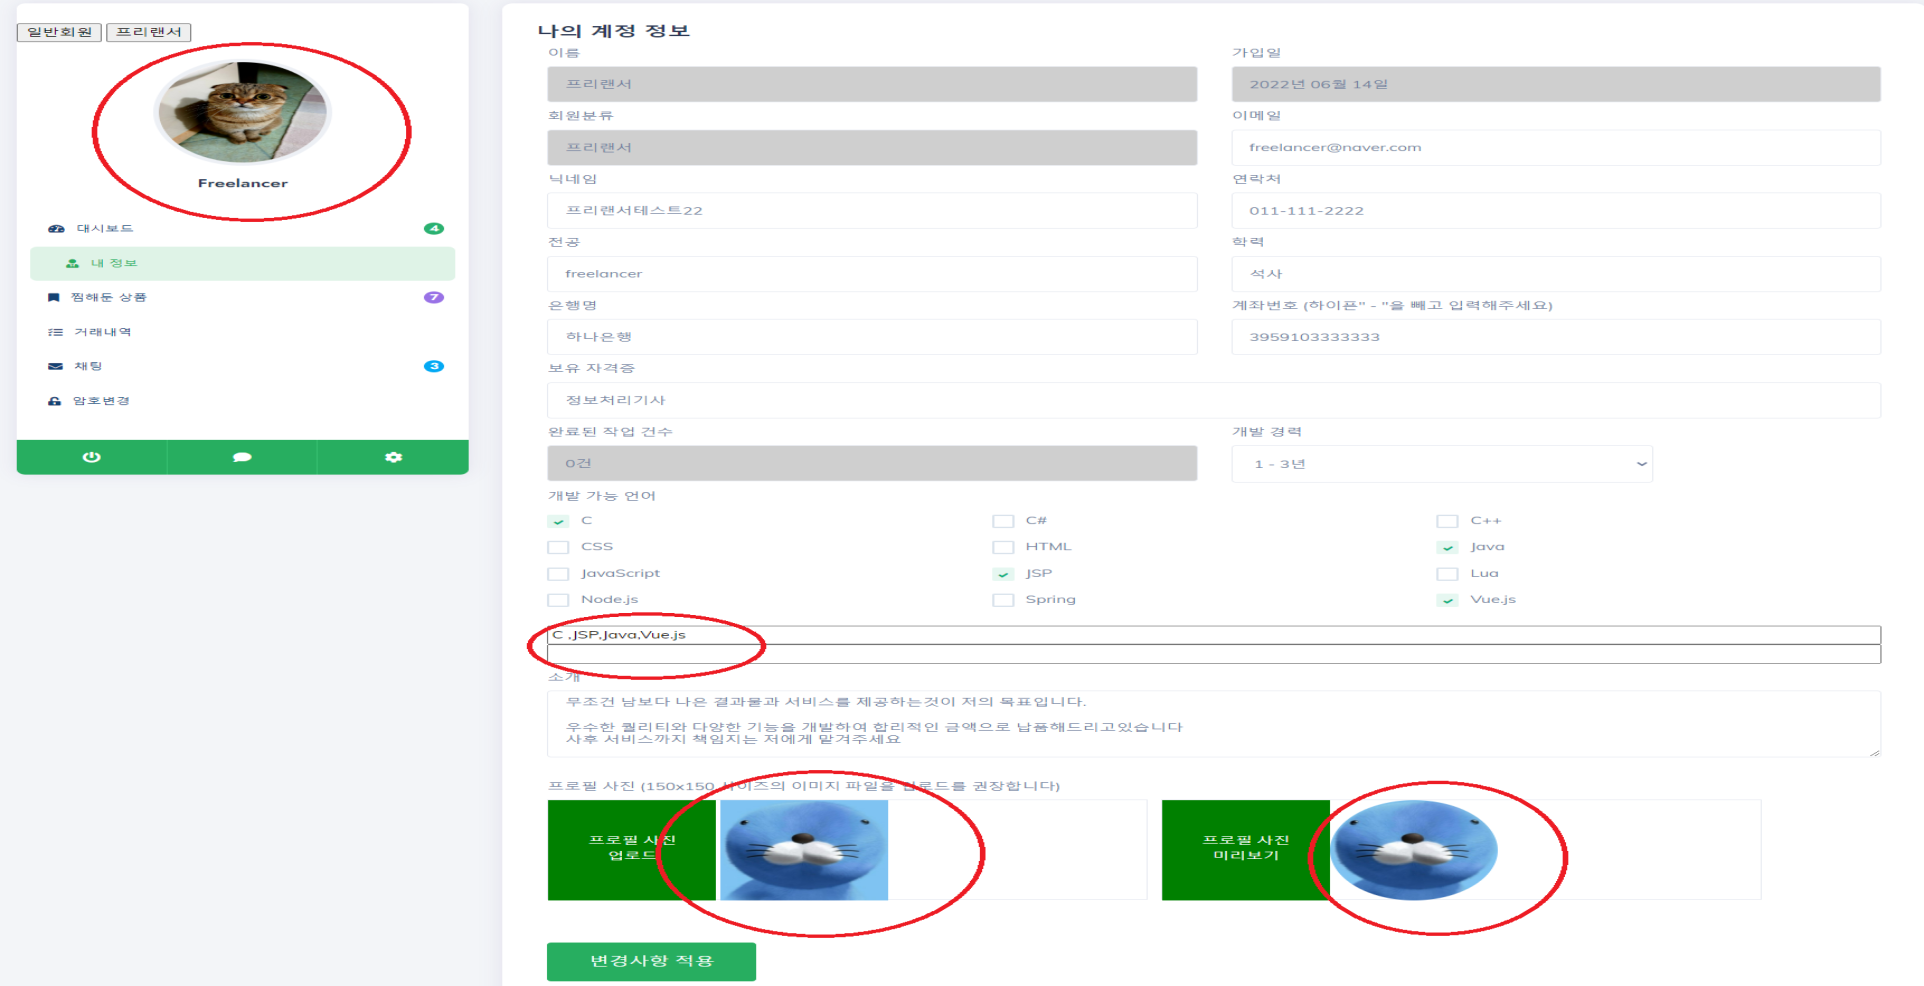 일반회원 프리랜서
Freelancer
대시보드 4
내 정보
찜해둔 상품 7
거래내역
채팅 3
암호변경
나의 계정 정보
이름
프리랜서
가입일
2022년 06월 14일
회원분류
프리랜서
이메일
freelancer@naver.com
닉네임
프리랜서테스트22
연락처
011-111-2222
전공
freelancer
학력
석사
은행명
하나은행
계좌번호 (하이픈" - "을 빼고 입력해주세요)
3959103333333
보유 자격증
정보처리기사
완료된 작업 건수
0건
개발 경력
1 - 3년
개발 가능 언어
C C# C++
CSS HTML Java
JavaScript JSP Lua
Node.js Spring Vue.js
C ,JSP,Java,Vue.js
소개
무조건 남보다 나은 결과물과 서비스를 제공하는것이 저의 목표입니다.
우수한 퀄리티와 다양한 기능을 개발하여 합리적인 금액으로 납품해드리고있습니다
사후 서비스까지 책임지는 저에게 맡겨주세요
프로필 사진 (150x150 사이즈의 이미지 파일을 업로드를 권장합니다)
프로필 사진
업로드
프로필 사진
미리보기
변경사항 적용